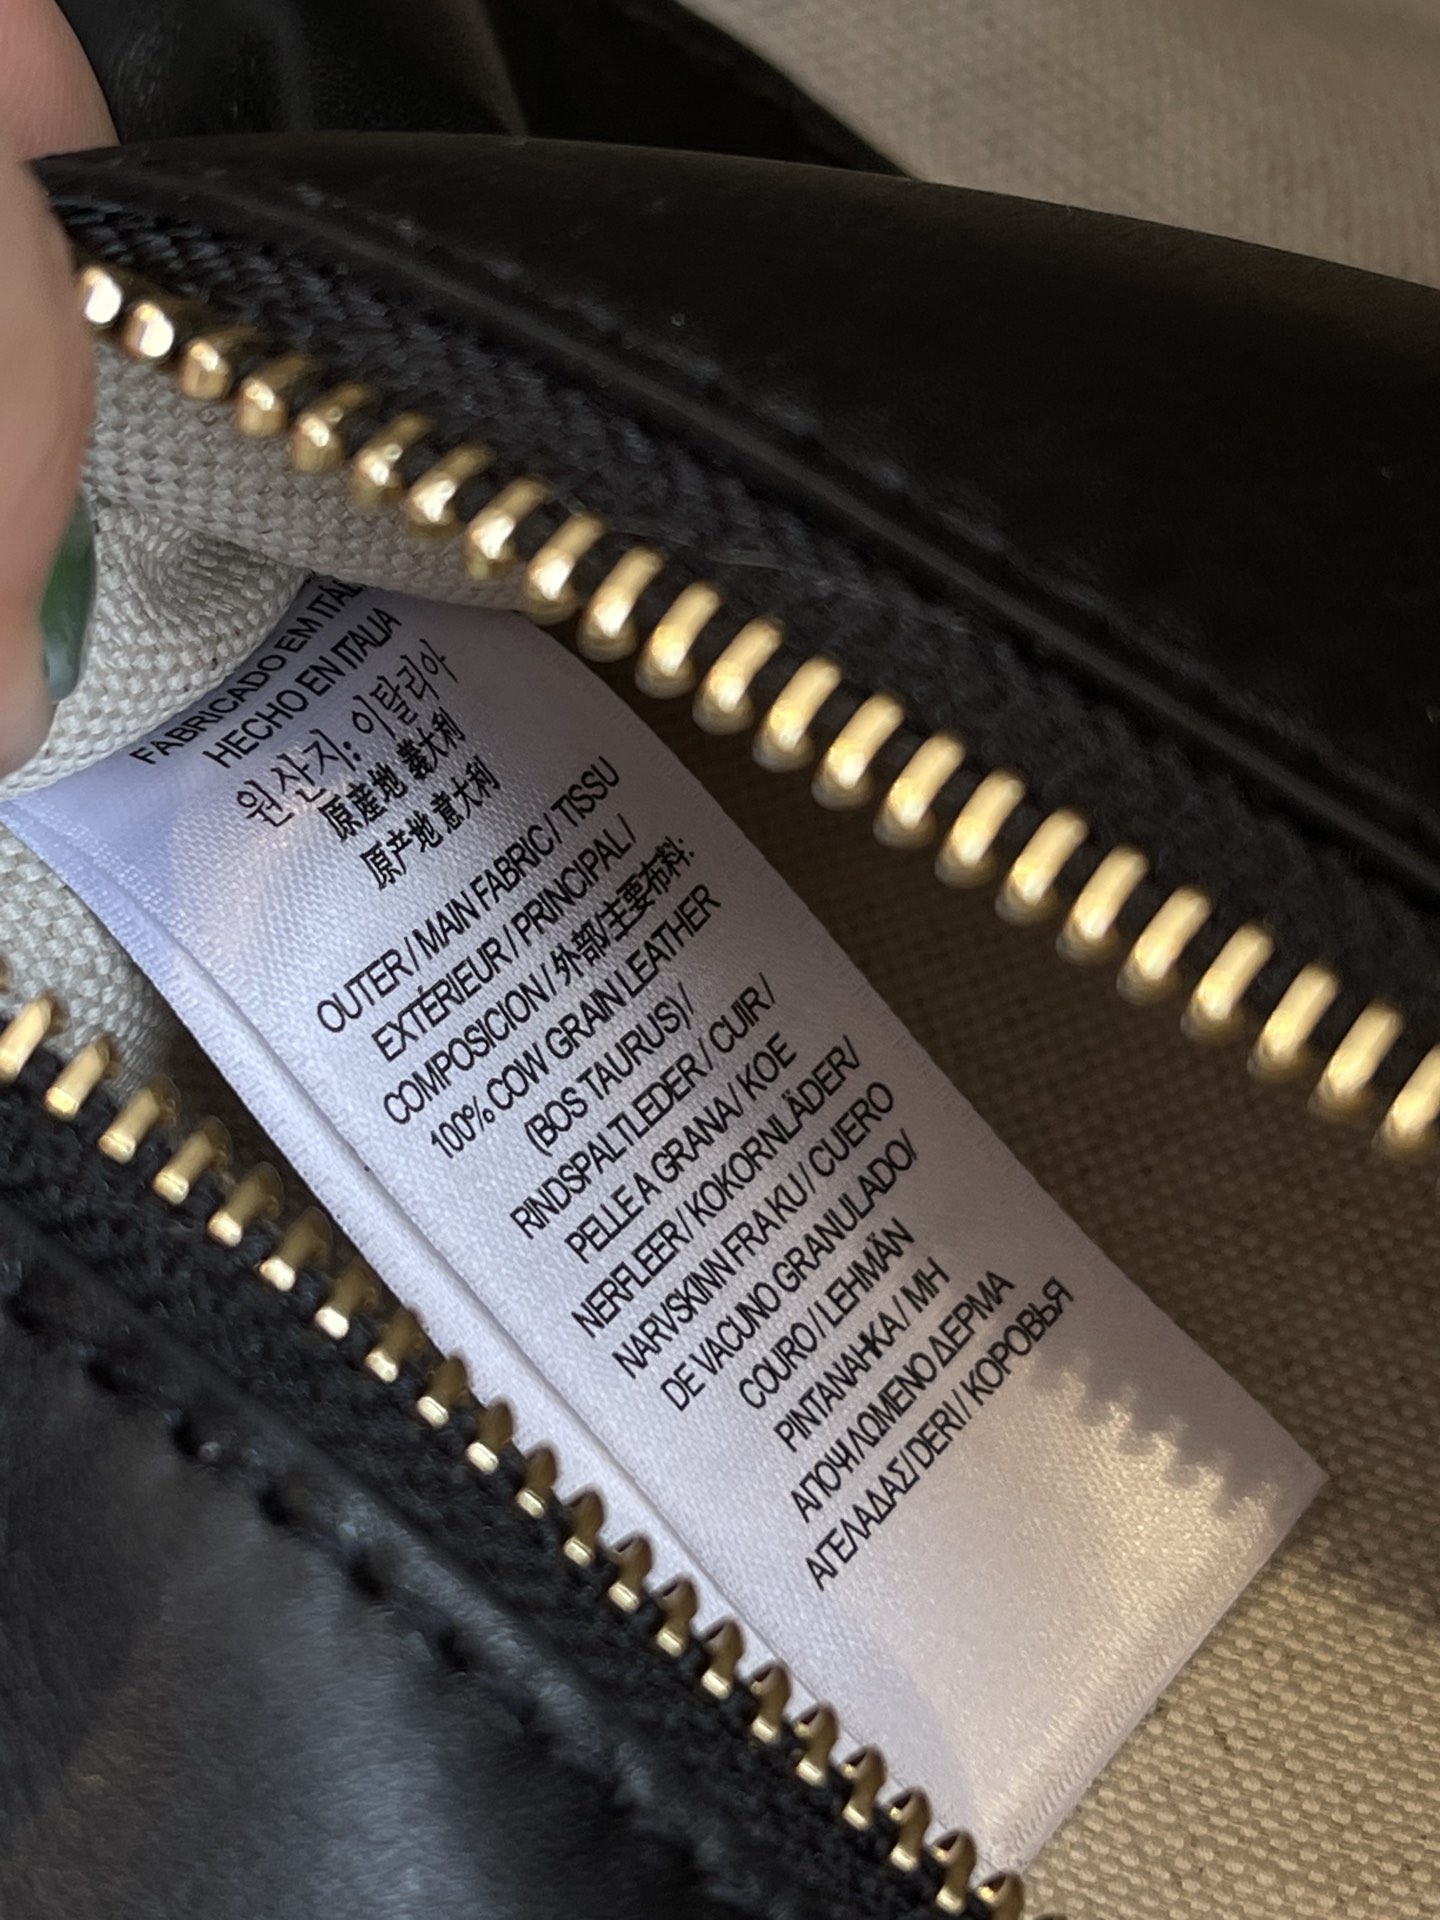 FABRICADO EM ITÁL
HECHO EN ITALIA
원산지: 이탈리아
原産地 義大利
原产地 意大利
OUTER / MAIN FABRIC / TISSU
EXTÉRIEUR / PRINCIPAL /
COMPOSICION / 外部/主要布料:
100% COW GRAIN LEATHER
(BOS TAURUS) /
RINDSPALTLEDER / CUIR /
PELLE A GRANA / KOE
NERFLEER / KOKORNLÄDER/
NARVSKINN FRA KU / CUERO
DE VACUNO GRANULADO/
COURO / LEHMÄN
PINTANAHKA / MH
ΑΠΟΨΙΛΩΜΕΝΟ ΔΕΡΜΑ
ΑΓΕΛΑΔΑΣ/DERI / КОРОВЬЯ